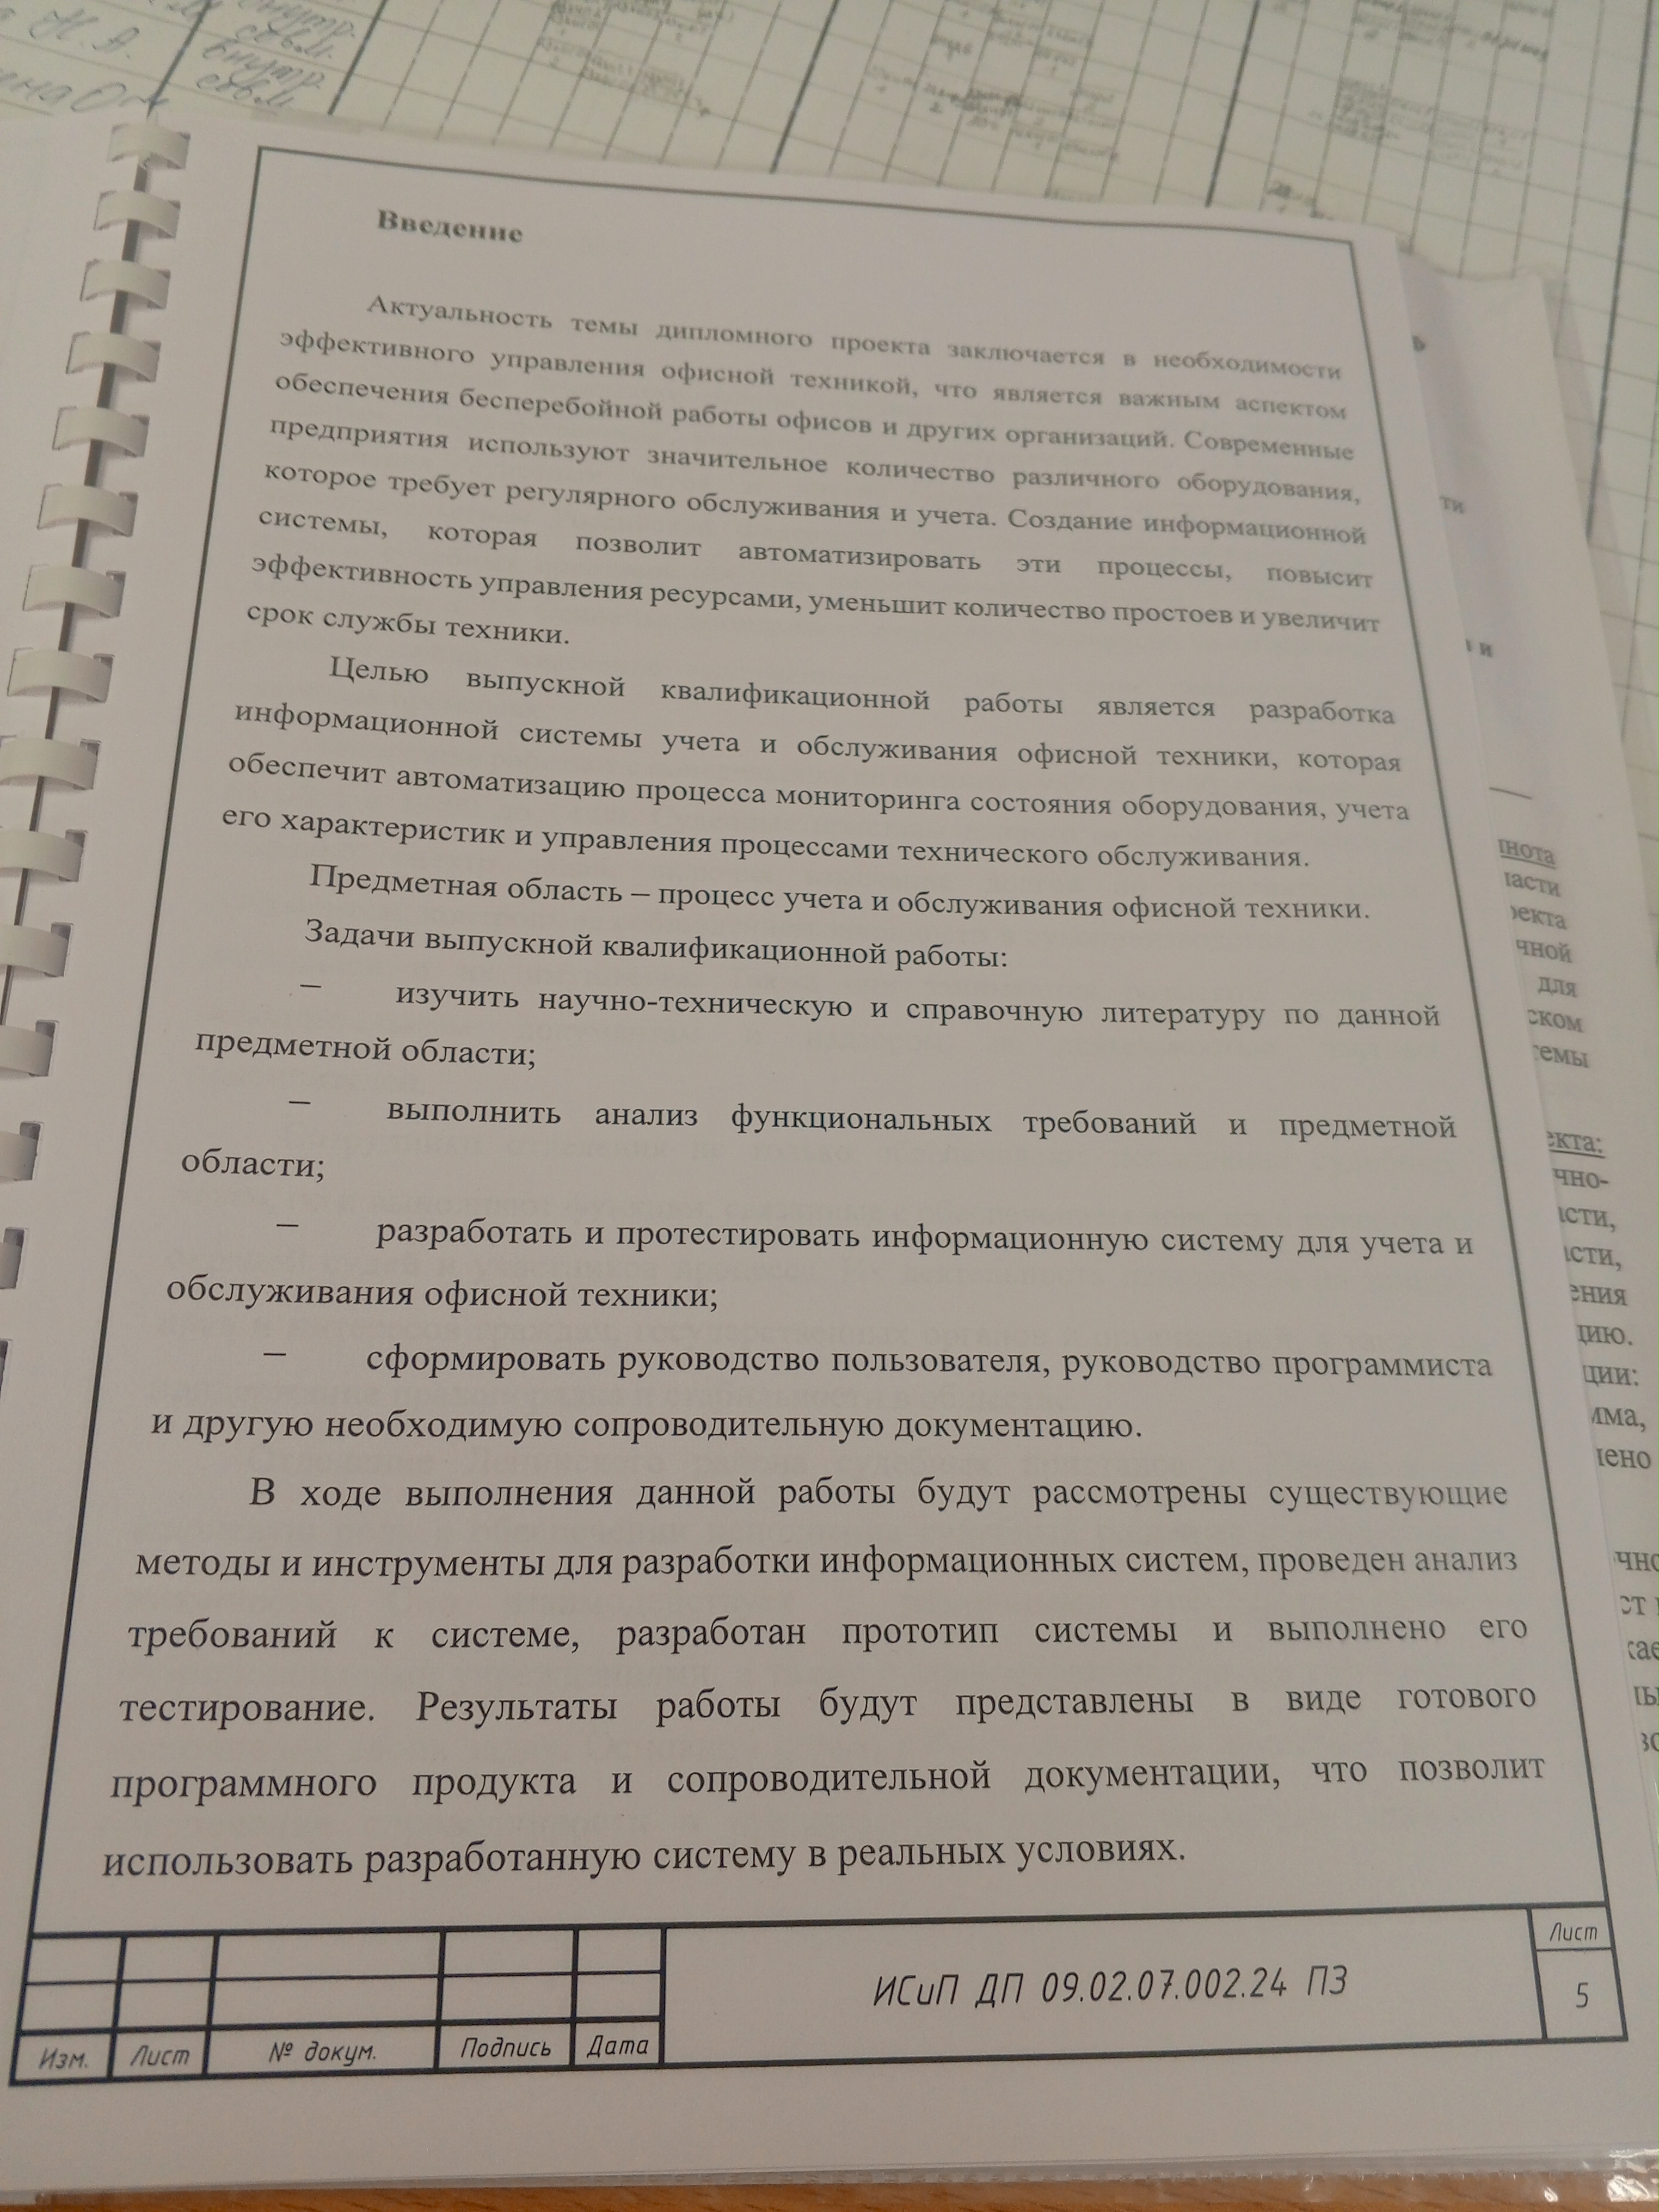 Н. А.
внутр.
совм.
внутр.
совм.
Введение
Актуальность темы дипломного проекта заключается в необходимости
эффективного управления офисной техникой, что является важным аспектом
обеспечения бесперебойной работы офисов и других организаций. Современные
предприятия используют значительное количество различного оборудования,
которое требует регулярного обслуживания и учета. Создание информационной
системы, которая позволит автоматизировать эти процессы, повысит
эффективность управления ресурсами, уменьшит количество простоев и увеличит
срок службы техники.
Целью выпускной квалификационной работы является разработка
информационной системы учета и обслуживания офисной техники, которая
обеспечит автоматизацию процесса мониторинга состояния оборудования, учета
его характеристик и управления процессами технического обслуживания.
Предметная область – процесс учета и обслуживания офисной техники.
Задачи выпускной квалификационной работы:
– изучить научно-техническую и справочную литературу по данной
предметной области;
– выполнить анализ функциональных требований и предметной
области;
– разработать и протестировать информационную систему для учета и
обслуживания офисной техники;
– сформировать руководство пользователя, руководство программиста
и другую необходимую сопроводительную документацию.
В ходе выполнения данной работы будут рассмотрены существующие
методы и инструменты для разработки информационных систем, проведен анализ
требований к системе, разработан прототип системы и выполнено его
тестирование. Результаты работы будут представлены в виде готового
программного продукта и сопроводительной документации, что позволит
использовать разработанную систему в реальных условиях.
Изм. Лист № докум. Подпись Дата
ИСиП ДП 09.02.07.002.24 ПЗ
Лист
5